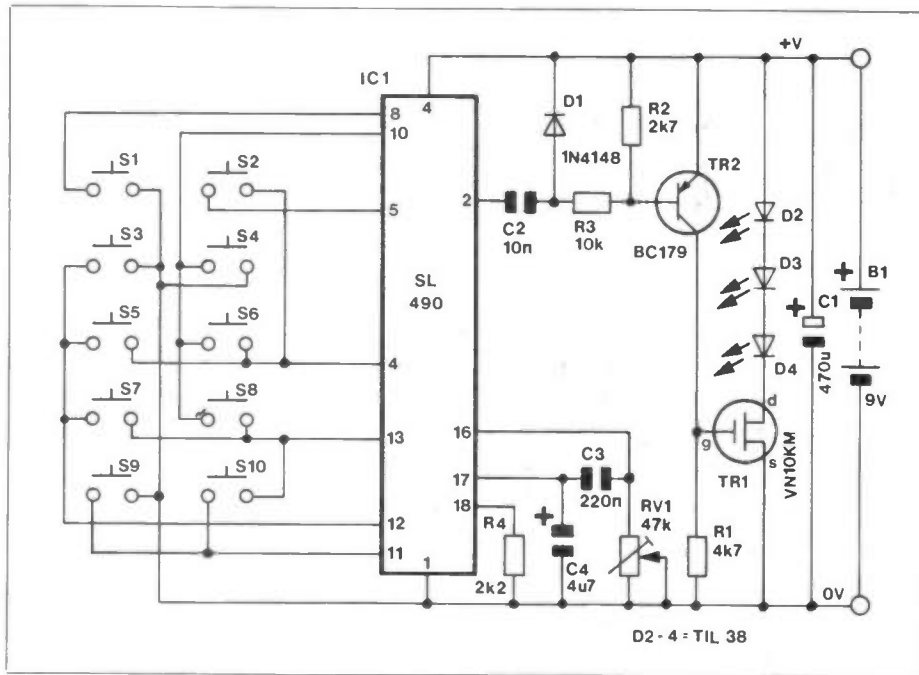 IC1
+V
8
10
4
D1
1N4148
R2
2k7
TR2
S1
S2
5
2
C2
10n
R3
10k
BC179
D2
S3
S4
SL
490
D3
C1
470u
B1
9V
S5
S6
4
D4
S7
S8
13
16
17
18
C3
220n
g
d
s
TR1
VN10KM
S9
S10
12
11
1
R4
2k2
C4
4u7
RV1
47k
R1
4k7
0V
D2-4 = TIL 38
+
+
+